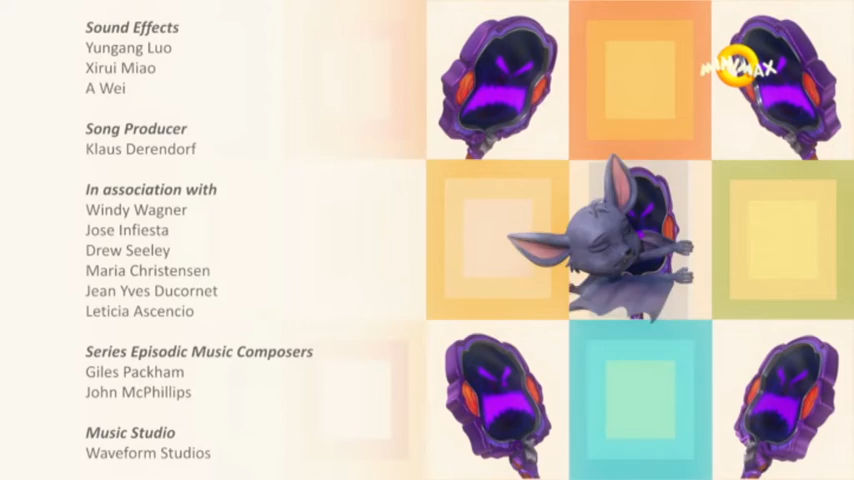 Sound Effects
Yungang Luo
Xirui Miao
A Wei
Song Producer
Klaus Derendorf
In association with
Windy Wagner
Jose Infiesta
Drew Seeley
Maria Christensen
Jean Yves Ducornet
Leticia Ascencio
Series Episodic Music Composers
Giles Packham
John McPhillips
Music Studio
Waveform Studios
MINIMAX